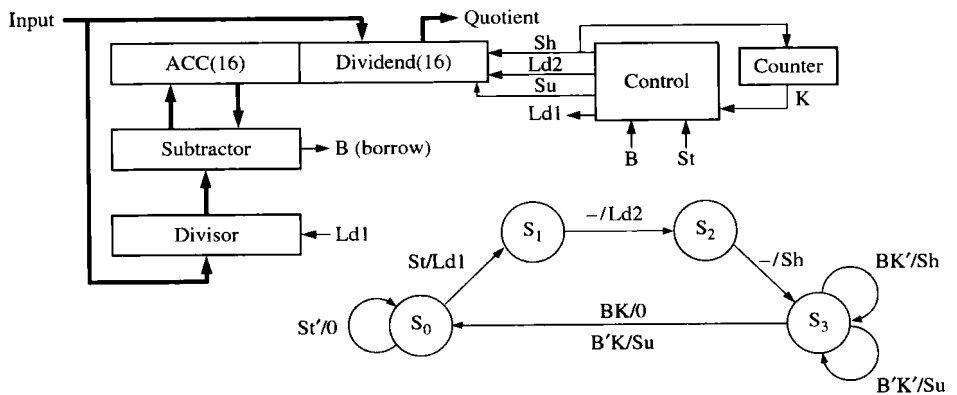 Input
Quotient
ACC(16)
Dividend(16)
Sh
Ld2
Su
Ld1
Control
Counter
K
B
St
Subtractor
B (borrow)
Divisor
Ld1
S1
–/Ld2
S2
St/Ld1
–/Sh
BK′/Sh
St′/0
S0
BK/0
B′K/Su
S3
B′K′/Su